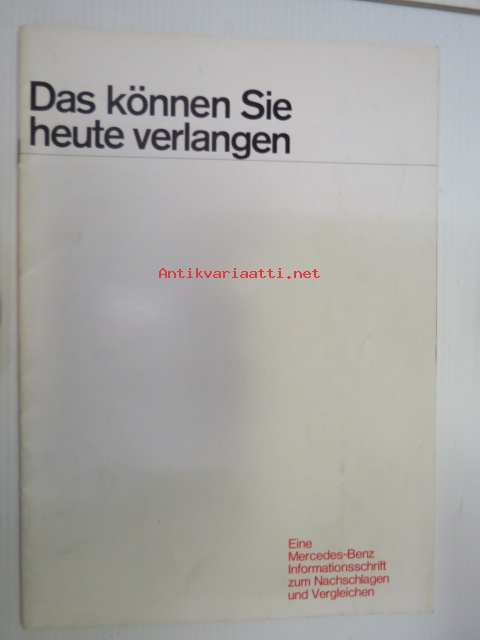 Das können Sie
heute verlangen
Antikvariaatti.net
Eine
Mercedes-Benz
Informationsschrift
zum Nachschlagen
und Vergleichen